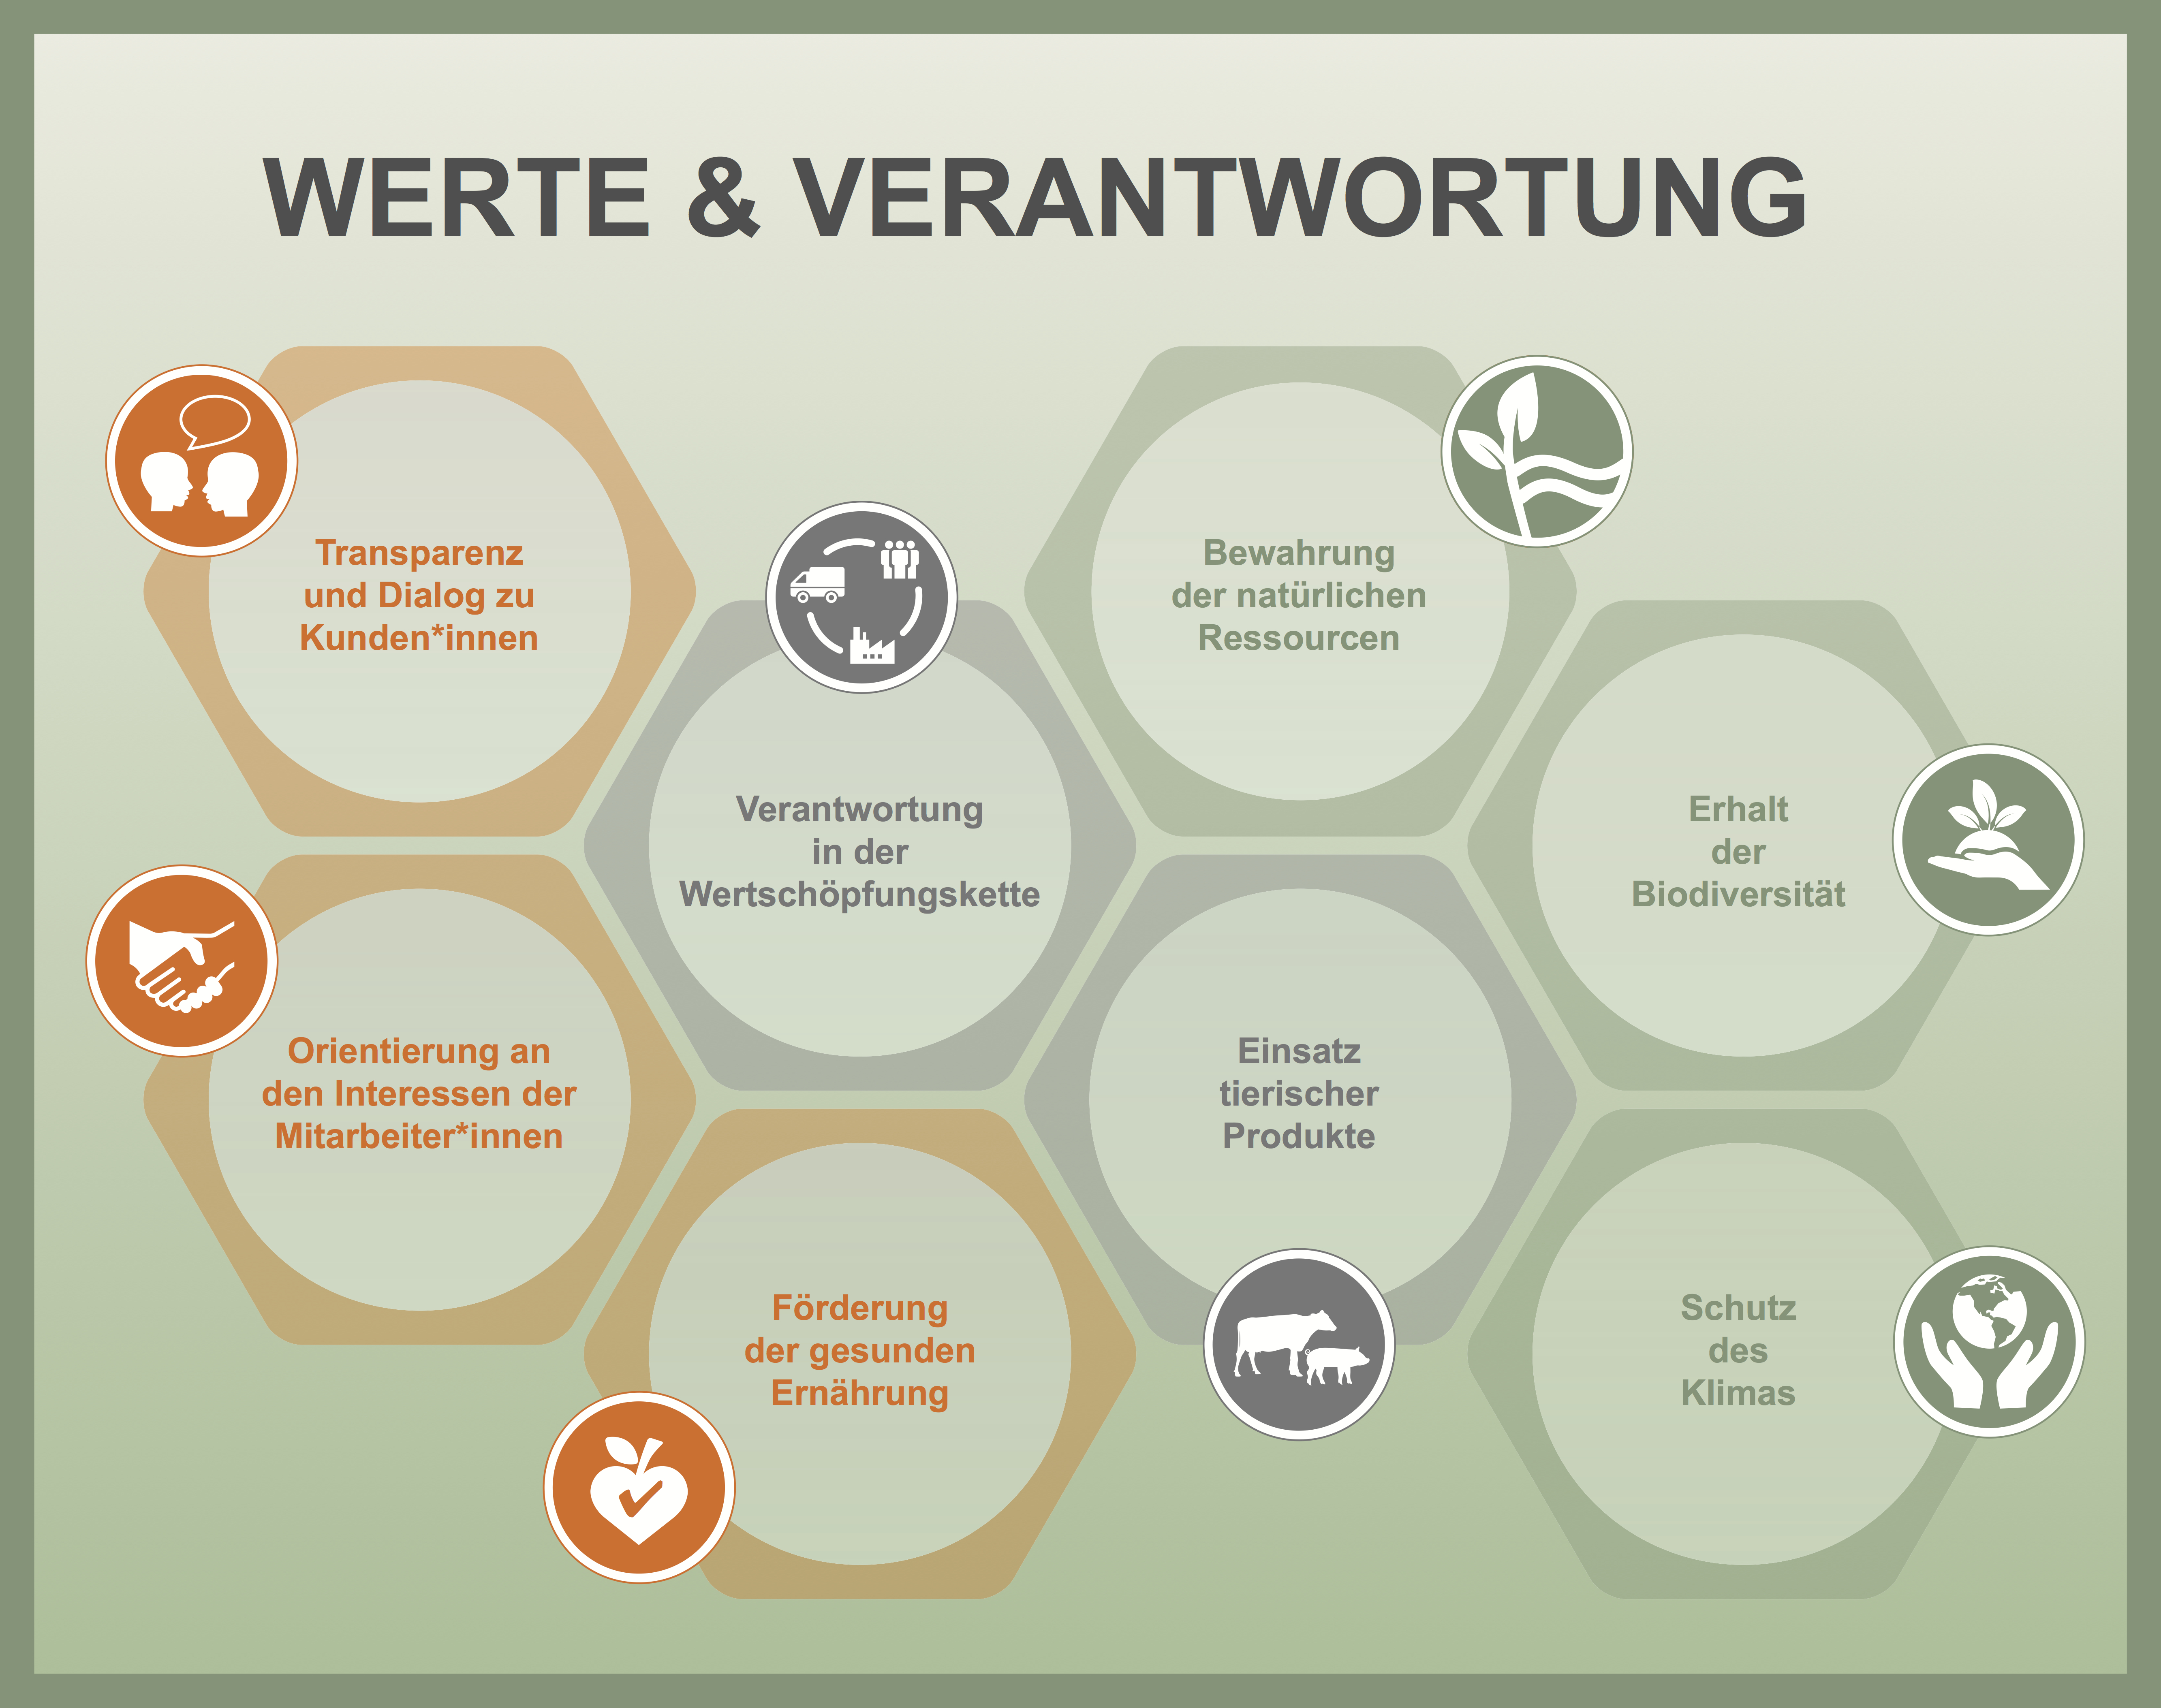 WERTE & VERANTWORTUNG
Transparenz
und Dialog zu
Kunden*innen
Bewahrung
der natürlichen
Ressourcen
Verantwortung
in der
Wertschöpfungskette
Erhalt
der
Biodiversität
Orientierung an
den Interessen der
Mitarbeiter*innen
Einsatz
tierischer
Produkte
Förderung
der gesunden
Ernährung
Schutz
des
Klimas